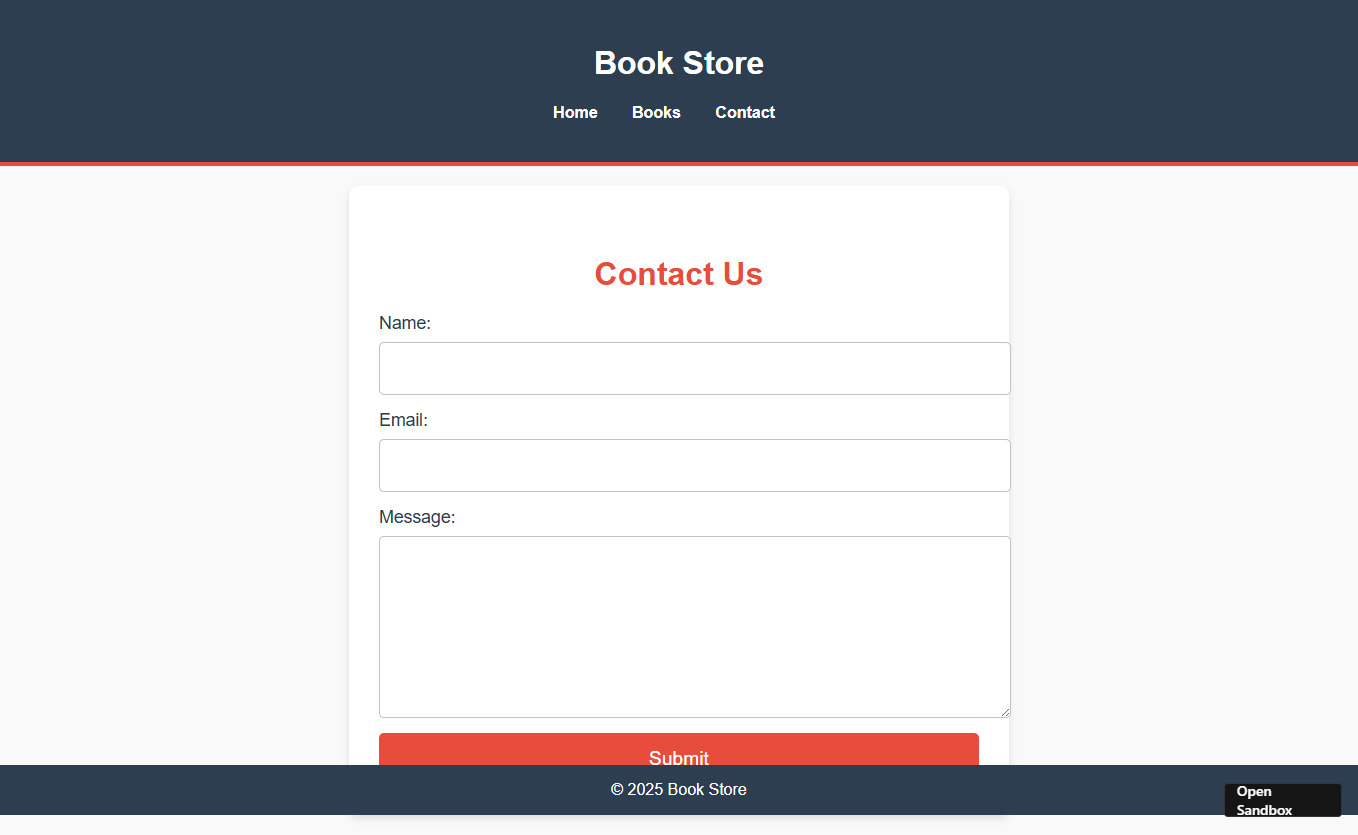 Book Store
Home Books Contact
Contact Us
Name:
Email:
Message:
Submit
© 2025 Book Store
Open
Sandbox